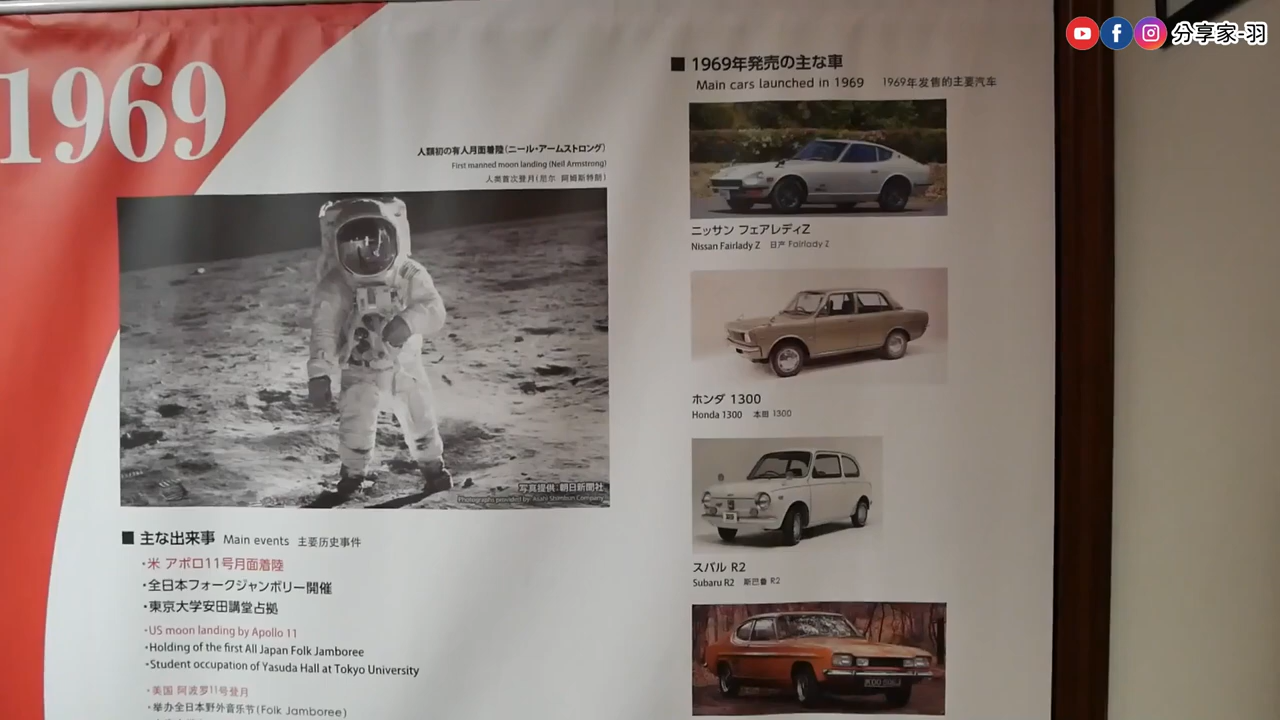 分享家-羽
1969
人類初の有人月面着陸(ニール・アームストロング)
First manned moon landing (Neil Armstrong)
人类首次登月(尼尔 阿姆斯特朗)
写真提供:朝日新聞社
Photographs provided by: Asahi Shimbun Company
■ 主な出来事 Main events 主要历史事件
・米 アポロ11号月面着陸
・全日本フォークジャンボリー開催
・東京大学安田講堂占拠
・US moon landing by Apollo 11
・Holding of the first All Japan Folk Jamboree
・Student occupation of Yasuda Hall at Tokyo University
・美国 阿波罗11号登月
・举办全日本野外音乐节(Folk Jamboree)
■ 1969年発売の主な車
Main cars launched in 1969 1969年发售的主要汽车
ニッサン フェアレディZ
Nissan Fairlady Z 日产 Fairlady Z
ホンダ 1300
Honda 1300 本田 1300
スバル R2
Subaru R2 斯巴鲁 R2